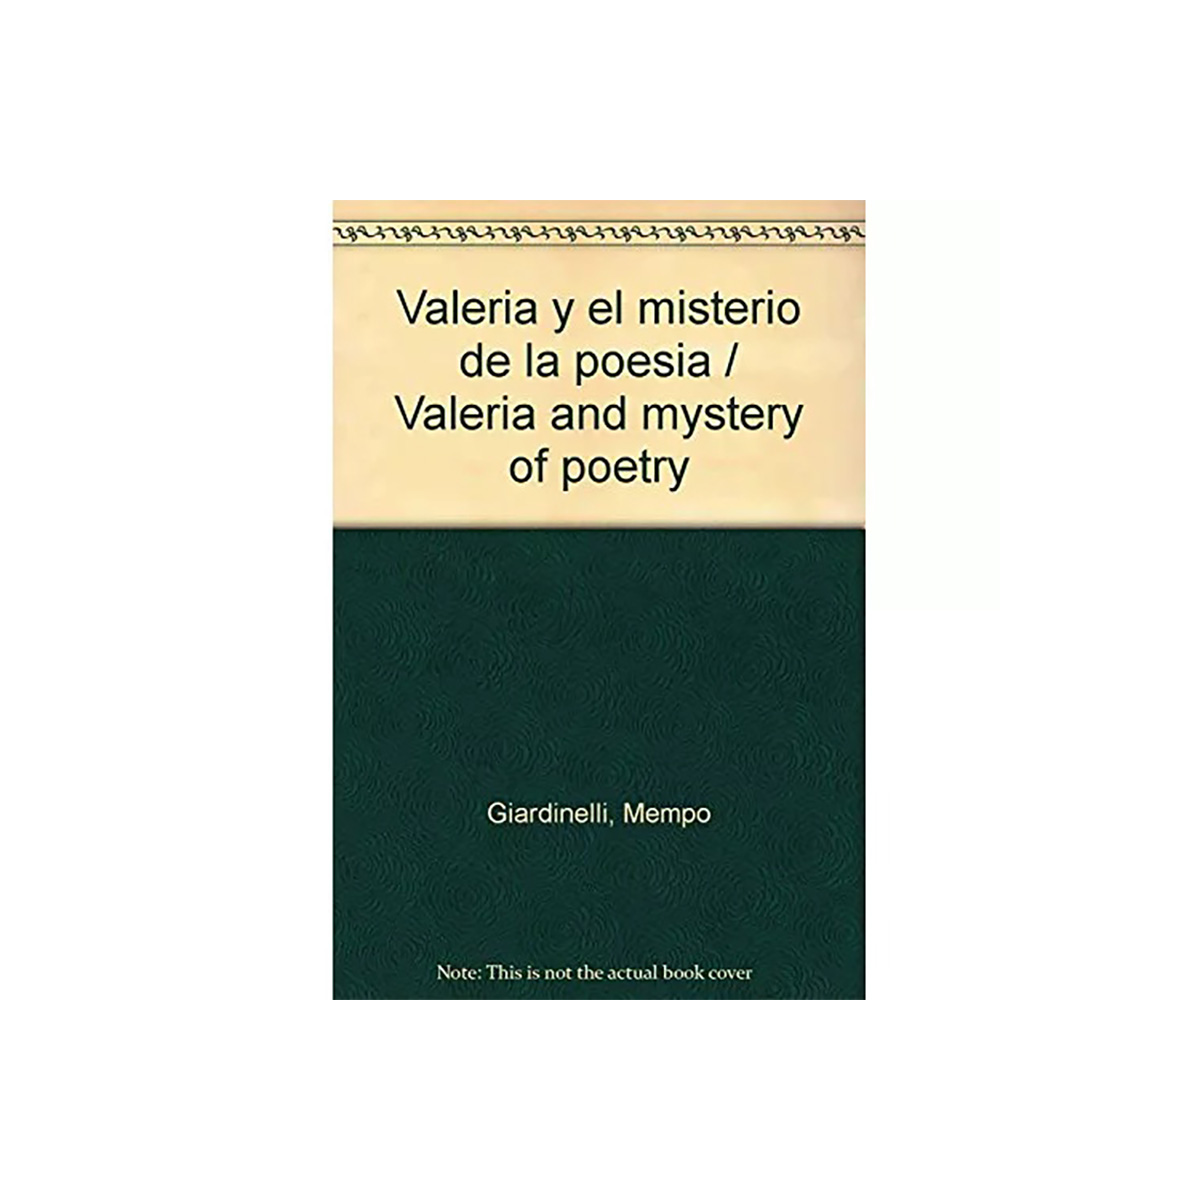 Valeria y el misterio
de la poesia /
Valeria and mystery
of poetry
Giardinelli, Mempo
Note: This is not the actual book cover